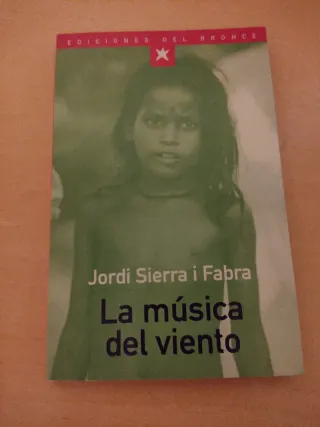 EDICIONES DEL BRONCE
Jordi Sierra i Fabra
La música
del viento